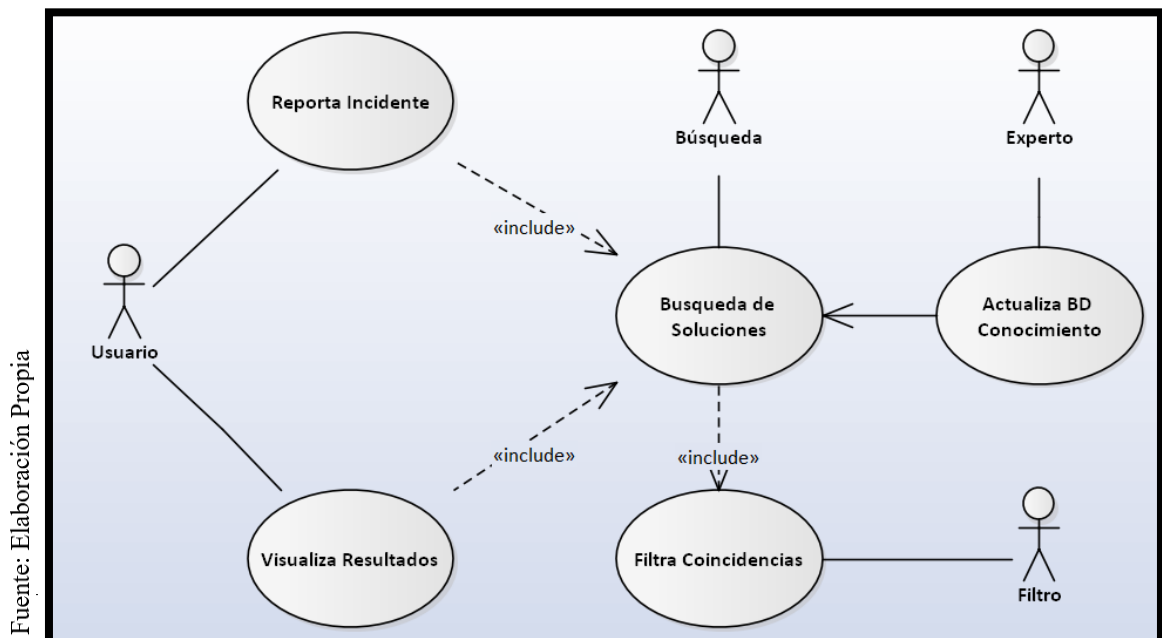 Reporta Incidente
Búsqueda
Experto
«include»
Usuario
Busqueda de
Soluciones
Actualiza BD
Conocimiento
«include»
«include»
Visualiza Resultados
Filtra Coincidencias
Filtro
Fuente: Elaboración Propia